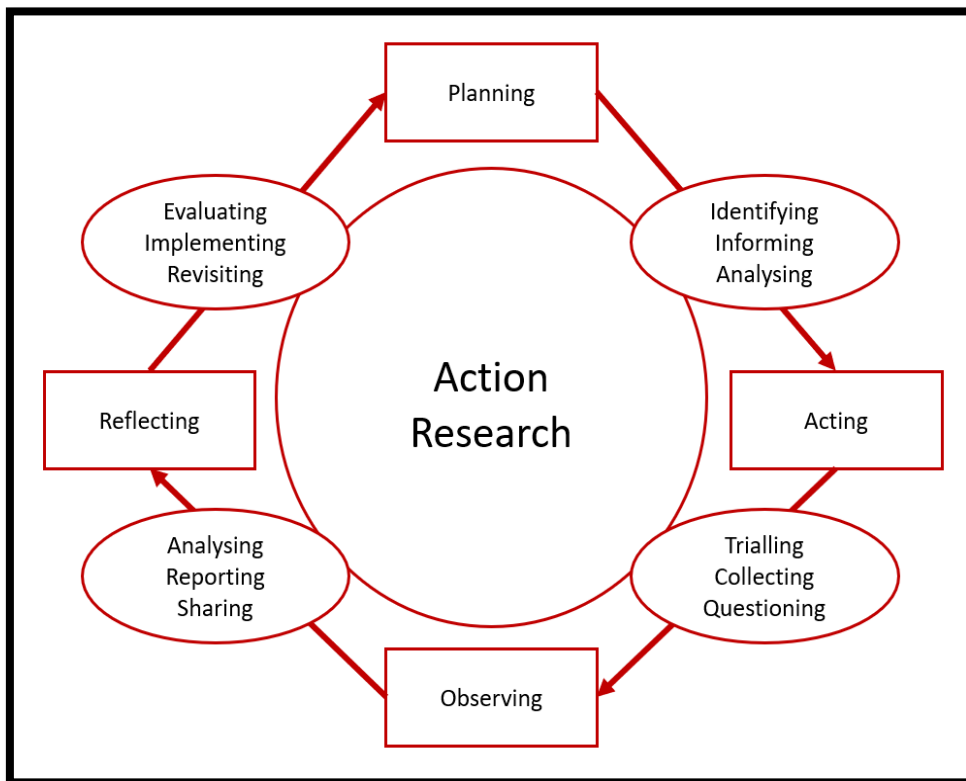 Planning
Evaluating
Implementing
Revisiting
Identifying
Informing
Analysing
Action
Research
Reflecting
Acting
Analysing
Reporting
Sharing
Trialling
Collecting
Questioning
Observing